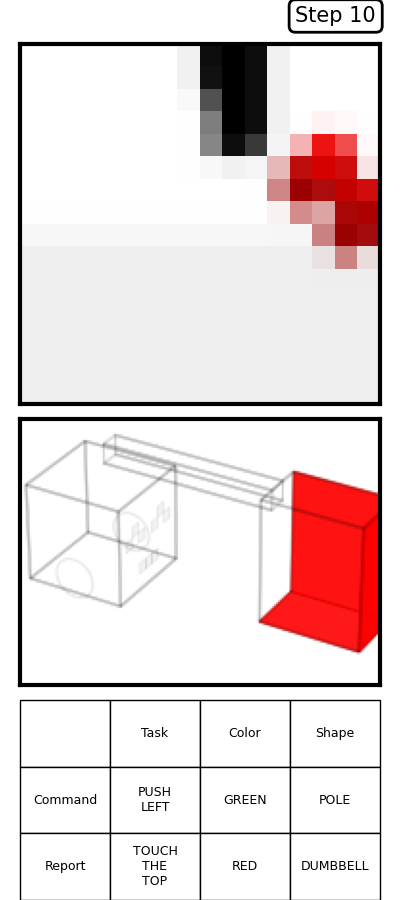 Step 10
Task Color Shape
Command PUSH LEFT GREEN POLE
Report TOUCH THE TOP RED DUMBBELL